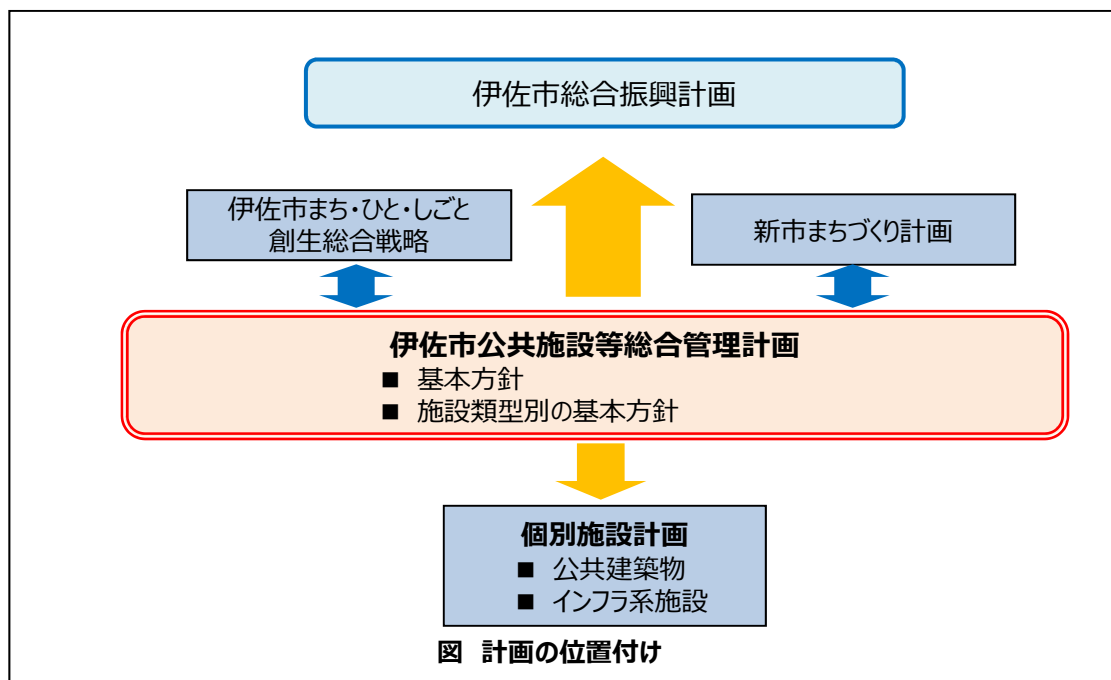 伊佐市総合振興計画
伊佐市まち・ひと・しごと
創生総合戦略
新市まちづくり計画
伊佐市公共施設等総合管理計画
■ 基本方針
■ 施設類型別の基本方針
個別施設計画
■ 公共建築物
■ インフラ系施設
図 計画の位置付け